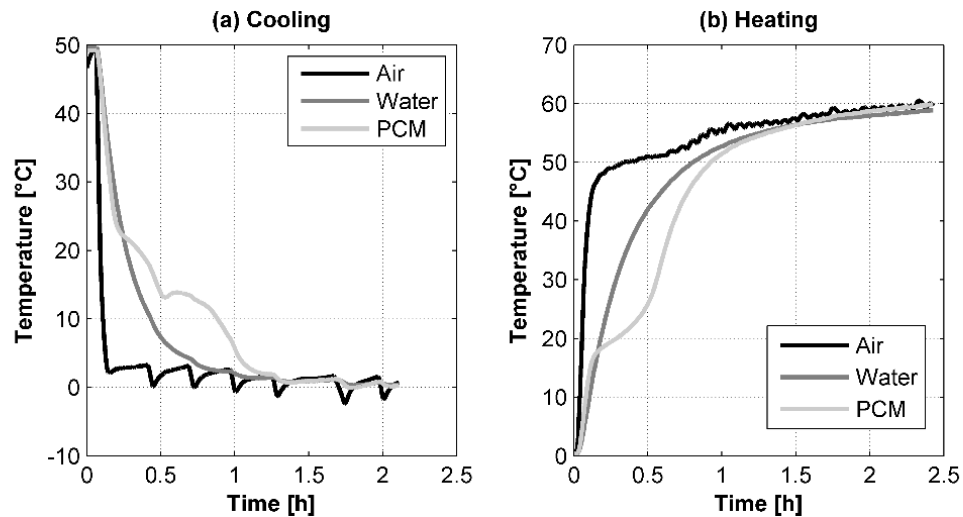 (a) Cooling
Temperature [°C]
50
40
30
20
10
0
-10
0
0.5
1
1.5
2
2.5
Time [h]
Air
Water
PCM
(b) Heating
Temperature [°C]
70
60
50
40
30
20
10
0
0
0.5
1
1.5
2
2.5
Time [h]
Air
Water
PCM